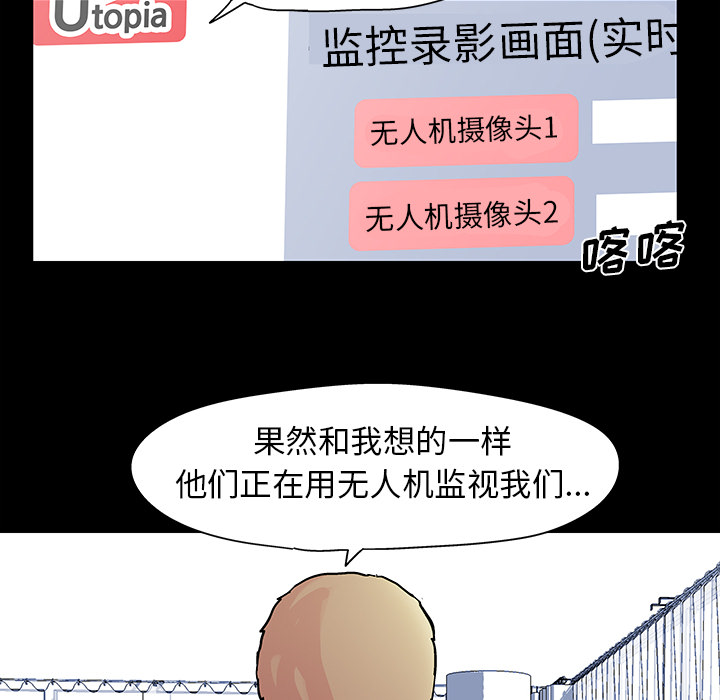 Utopia
监控录影画面(实时
无人机摄像头1
无人机摄像头2
喀喀
果然和我想的一样
他们正在用无人机监视我们...